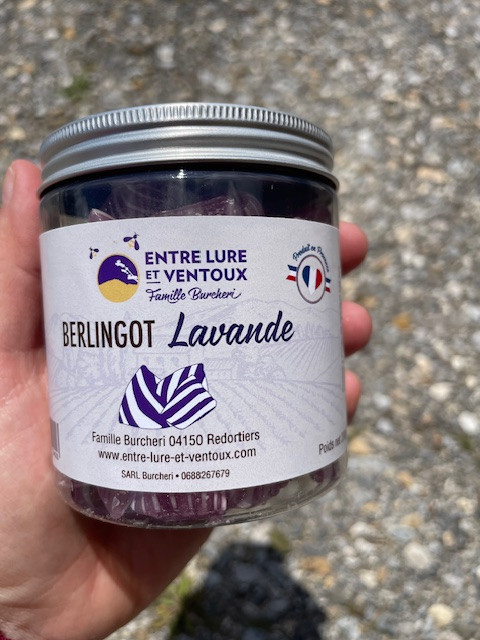 ENTRE LURE
ET VENTOUX
Famille Burcheri
Produit en
BERLINGOT Lavande
Famille Burcheri 04150 Redortiers
www.entre-lure-et-ventoux.com
Poids
SARL Burcheri • 0688267679